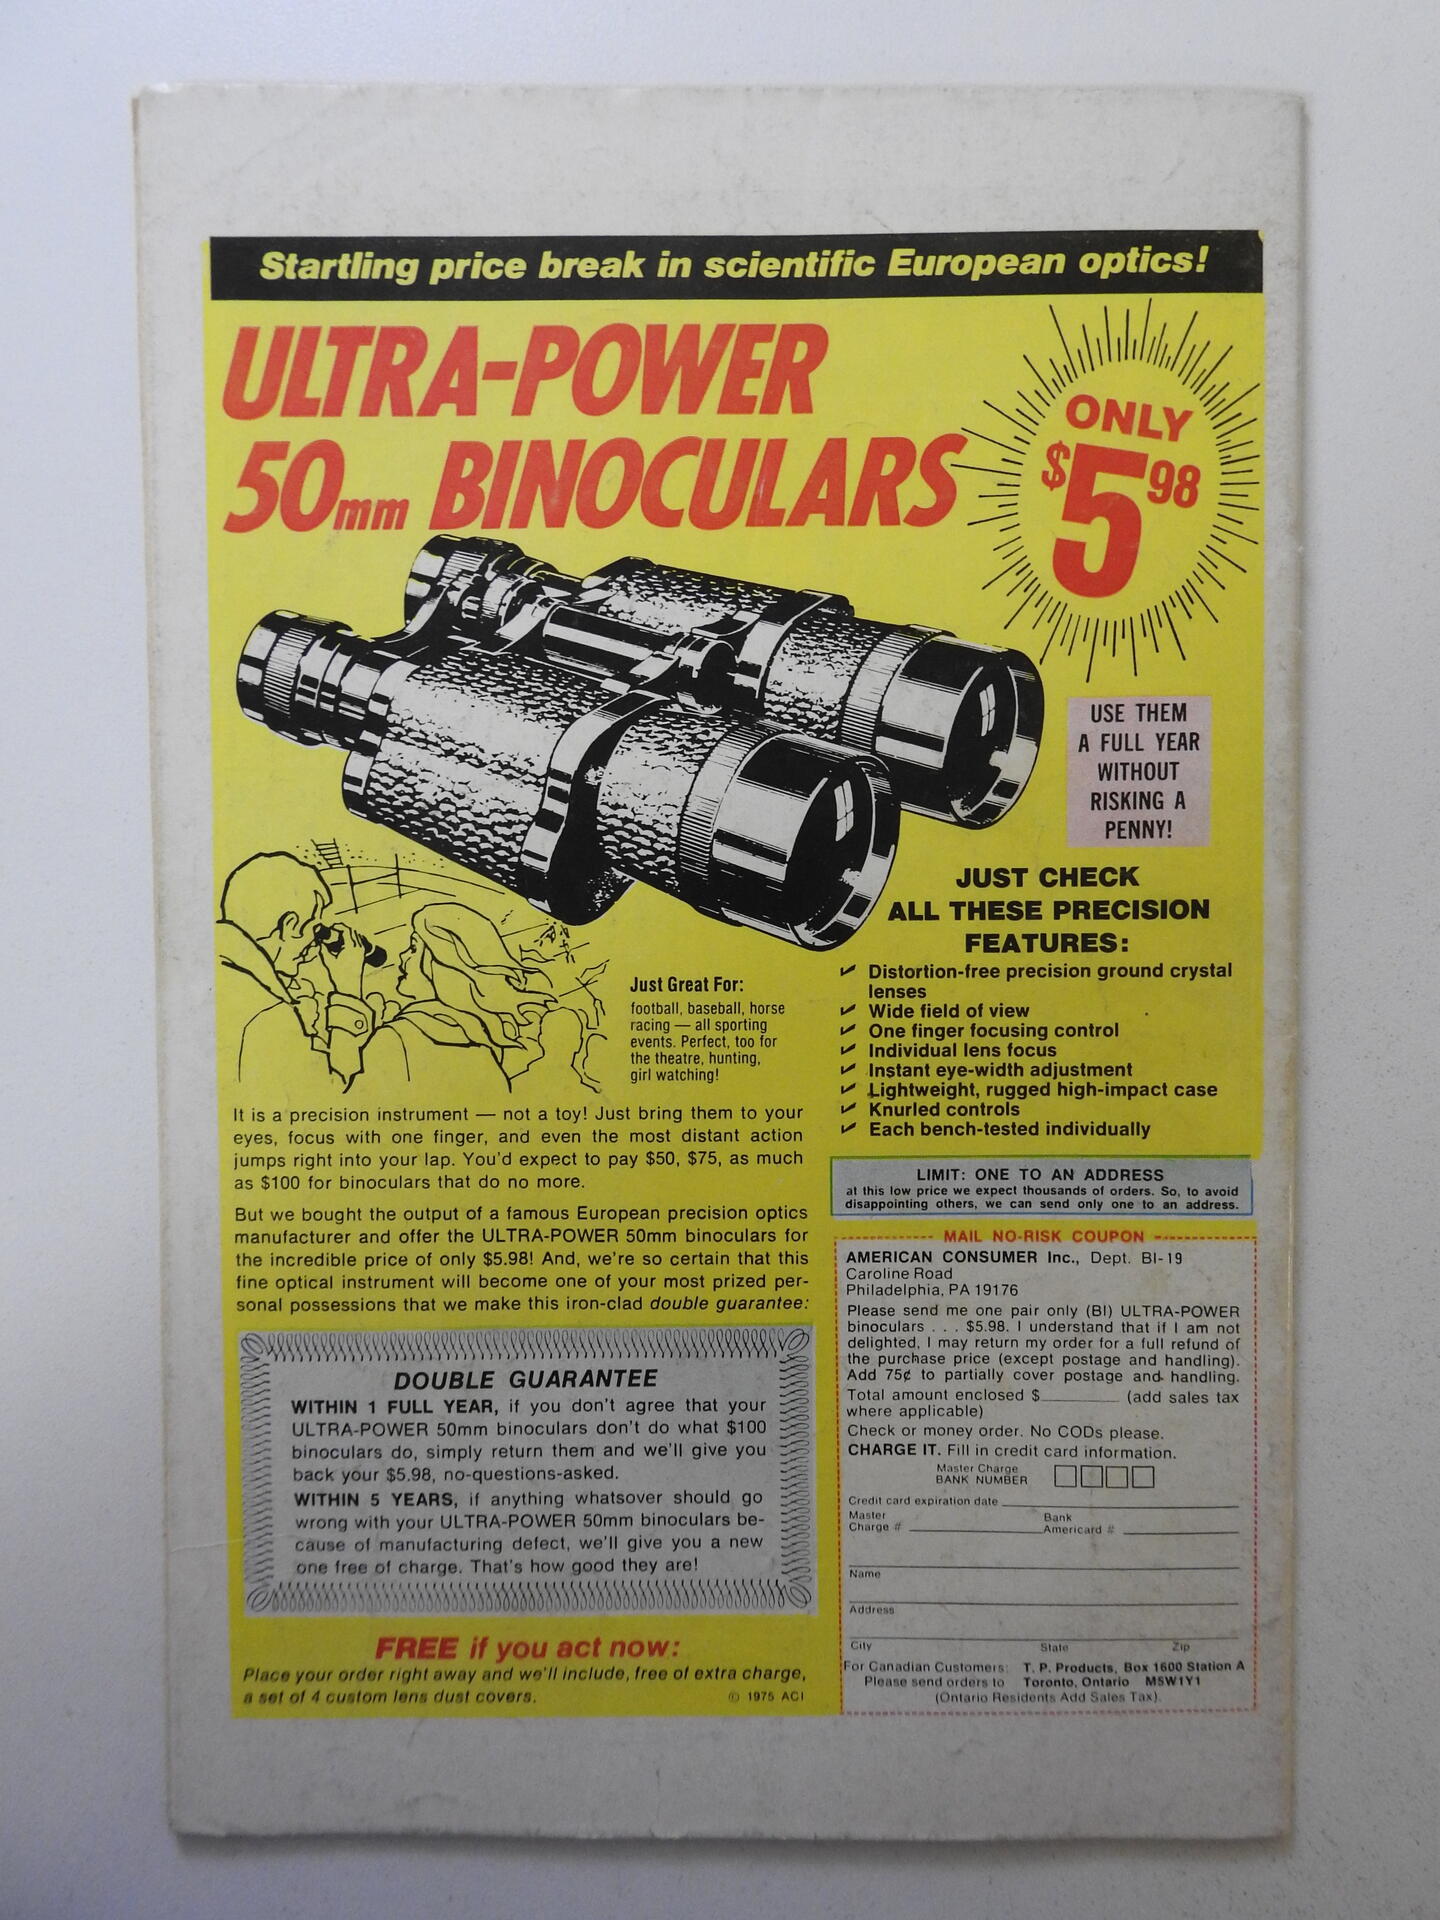 Startling price break in scientific European optics!
ULTRA-POWER
50mm BINOCULARS
ONLY
$5.98
USE THEM
A FULL YEAR
WITHOUT
RISKING A
PENNY!
JUST CHECK
ALL THESE PRECISION
FEATURES:
✓ Distortion-free precision ground crystal
lenses
✓ Wide field of view
✓ One finger focusing control
✓ Individual lens focus
✓ Instant eye-width adjustment
✓ Lightweight, rugged high-impact case
✓ Knurled controls
✓ Each bench-tested individually
Just Great For:
football, baseball, horse
racing — all sporting
events. Perfect, too for
the theatre, hunting,
girl watching!
It is a precision instrument — not a toy! Just bring them to your
eyes, focus with one finger, and even the most distant action
jumps right into your lap. You'd expect to pay $50, $75, as much
as $100 for binoculars that do no more.
But we bought the output of a famous European precision optics
manufacturer and offer the ULTRA-POWER 50mm binoculars for
the incredible price of only $5.98! And, we're so certain that this
fine optical instrument will become one of your most prized per-
sonal possessions that we make this iron-clad double guarantee:
DOUBLE GUARANTEE
WITHIN 1 FULL YEAR, if you don't agree that your
ULTRA-POWER 50mm binoculars don't do what $100
binoculars do, simply return them and we'll give you
back your $5.98, no-questions-asked.
WITHIN 5 YEARS, if anything whatsover should go
wrong with your ULTRA-POWER 50mm binoculars be-
cause of manufacturing defect, we'll give you a new
one free of charge. That's how good they are!
FREE if you act now:
Place your order right away and we'll include, free of extra charge,
a set of 4 custom lens dust covers.
© 1975 ACI
LIMIT: ONE TO AN ADDRESS
at this low price we expect thousands of orders. So, to avoid
disappointing others, we can send only one to an address.
MAIL NO-RISK COUPON
AMERICAN CONSUMER Inc., Dept. BI-19
Caroline Road
Philadelphia, PA 19176
Please send me one pair only (BI) ULTRA-POWER
binoculars . . . $5.98. I understand that if I am not
delighted, I may return my order for a full refund of
the purchase price (except postage and handling).
Add 75¢ to partially cover postage and handling.
Total amount enclosed $________ (add sales tax
where applicable)
Check or money order. No CODs please.
CHARGE IT. Fill in credit card information.
Master Charge
BANK NUMBER
Credit card expiration date
Master
Charge #
Bank
Americard #
Name
Address
City State Zip
For Canadian Customers: T. P. Products, Box 1600 Station A
Please send orders to Toronto, Ontario M5W1Y1
(Ontario Residents Add Sales Tax).